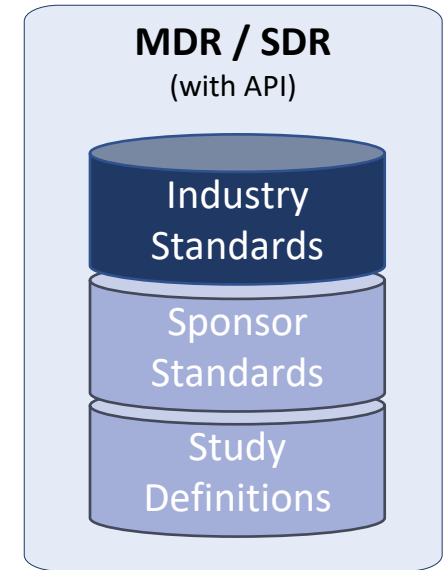 MDR / SDR
(with API)
Industry
Standards
Sponsor
Standards
Study
Definitions